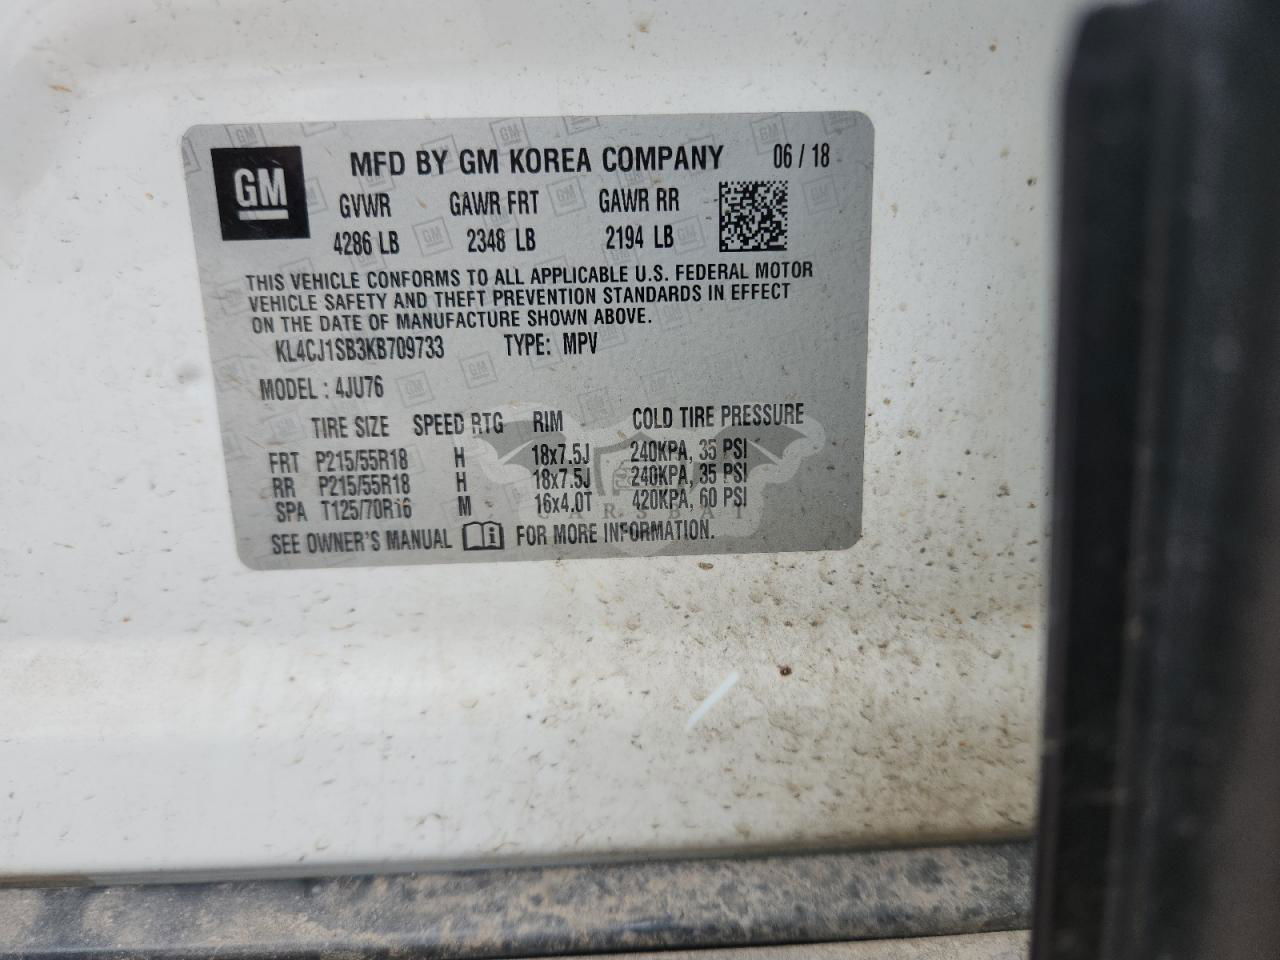 GM
MFD BY GM KOREA COMPANY 06 / 18
GVWR GAWR FRT GAWR RR
4286 LB 2348 LB 2194 LB
THIS VEHICLE CONFORMS TO ALL APPLICABLE U.S. FEDERAL MOTOR
VEHICLE SAFETY AND THEFT PREVENTION STANDARDS IN EFFECT
ON THE DATE OF MANUFACTURE SHOWN ABOVE.
KL4CJ1SB3KB709733 TYPE: MPV
MODEL : 4JU76
TIRE SIZE SPEED RTG RIM COLD TIRE PRESSURE
FRT P215/55R18 H 18x7.5J 240KPA, 35 PSI
RR P215/55R18 H 18x7.5J 240KPA, 35 PSI
SPA T125/70R16 M 16x4.0T 420KPA, 60 PSI
CARSBAT
SEE OWNER'S MANUAL FOR MORE INFORMATION.